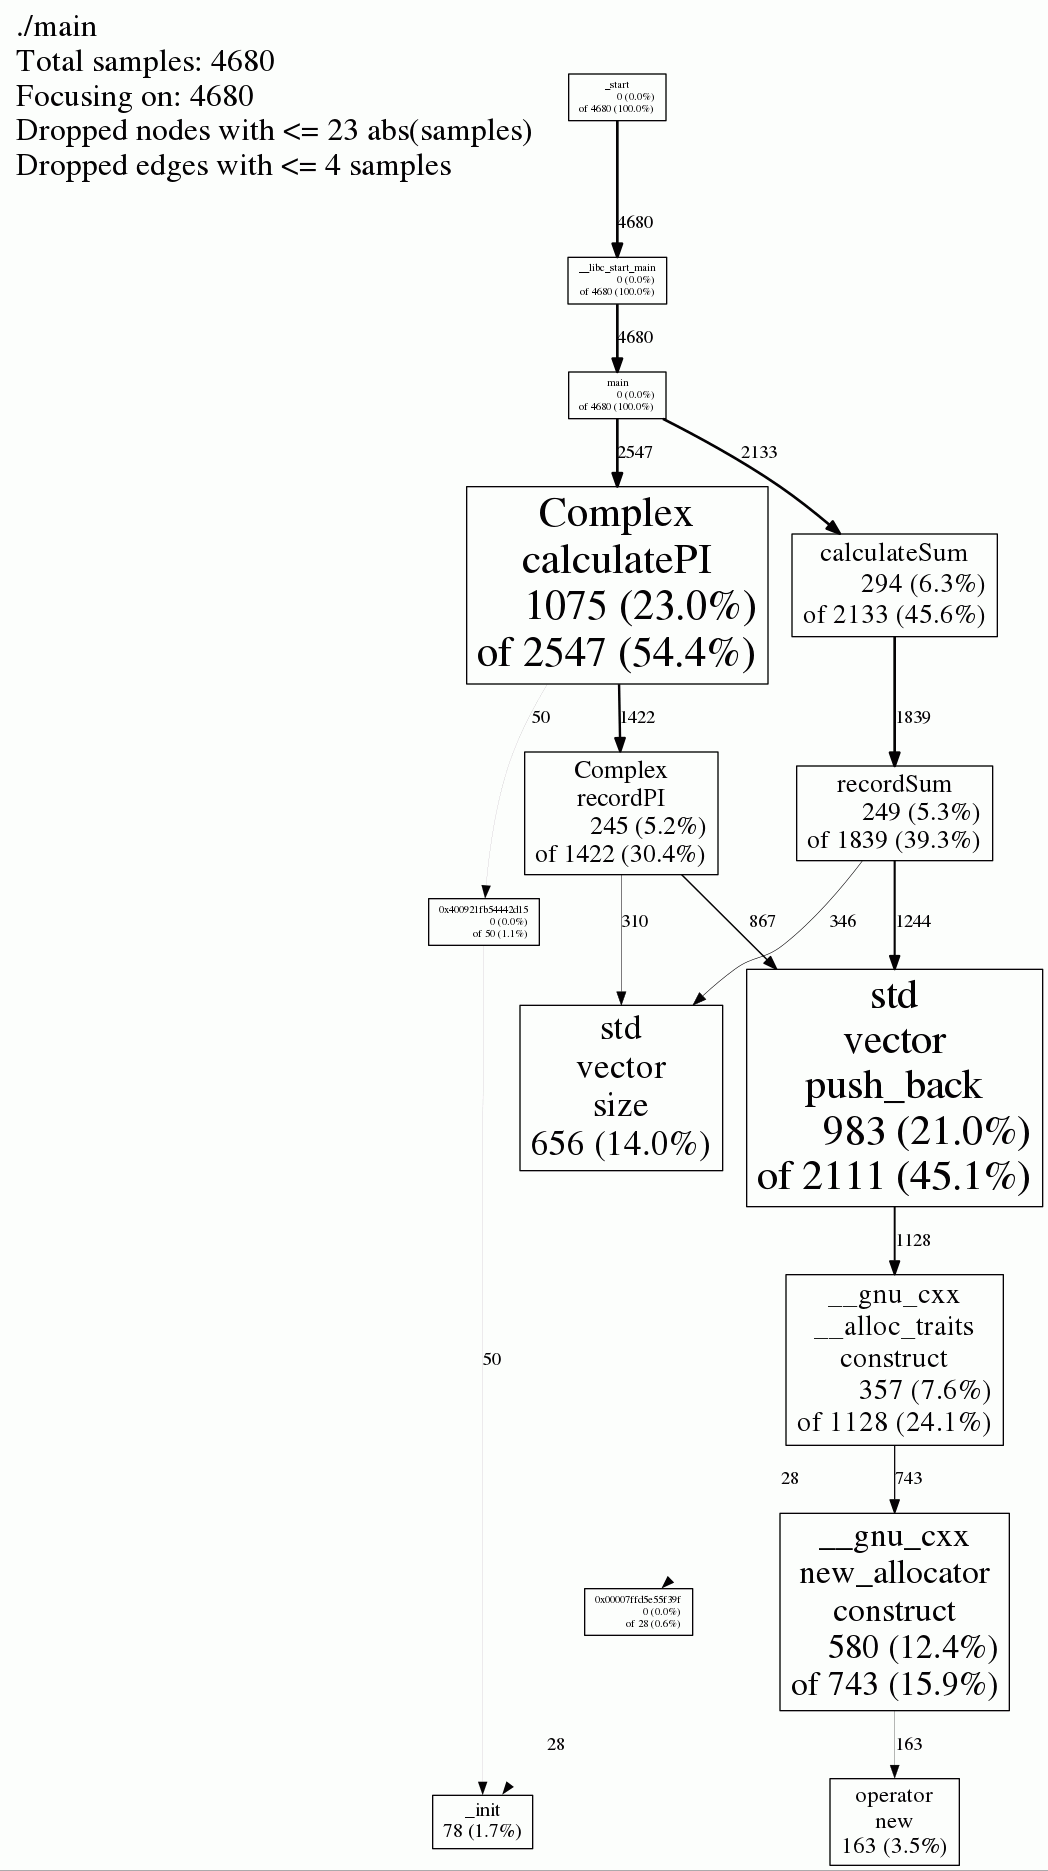 ./main
Total samples: 4680
Focusing on: 4680
Dropped nodes with <= 23 abs(samples)
Dropped edges with <= 4 samples
_start
0 (0.0%)
of 4680 (100.0%)
4680
__libc_start_main
0 (0.0%)
of 4680 (100.0%)
4680
main
0 (0.0%)
of 4680 (100.0%)
2547
2133
Complex
calculatePI
1075 (23.0%)
of 2547 (54.4%)
calculateSum
294 (6.3%)
of 2133 (45.6%)
50
1422
1839
Complex
recordPI
245 (5.2%)
of 1422 (30.4%)
recordSum
249 (5.3%)
of 1839 (39.3%)
0x400921fb54442d15
0 (0.0%)
of 50 (1.1%)
310
867
346
1244
std
vector
size
656 (14.0%)
std
vector
push_back
983 (21.0%)
of 2111 (45.1%)
1128
__gnu_cxx
__alloc_traits
construct
357 (7.6%)
of 1128 (24.1%)
50
28
743
__gnu_cxx
new_allocator
construct
580 (12.4%)
of 743 (15.9%)
0x00007ffd5e55f39f
0 (0.0%)
of 28 (0.6%)
28
163
_init
78 (1.7%)
operator
new
163 (3.5%)